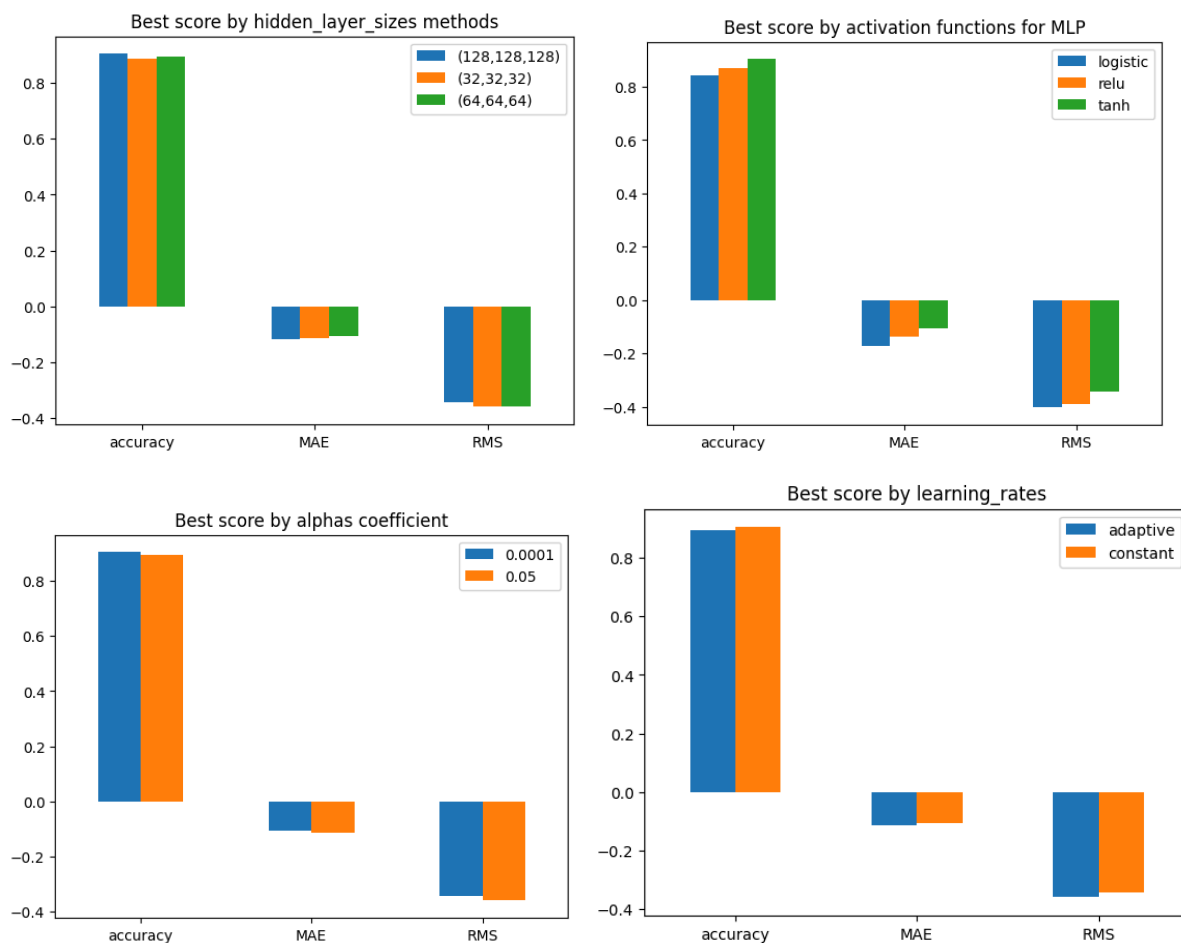 Best score by hidden_layer_sizes methods
(128,128,128)
(32,32,32)
(64,64,64)
0.8
0.6
0.4
0.2
0.0
−0.2
−0.4
accuracy MAE RMS
Best score by activation functions for MLP
logistic
relu
tanh
0.8
0.6
0.4
0.2
0.0
−0.2
−0.4
accuracy MAE RMS
Best score by alphas coefficient
0.0001
0.05
0.8
0.6
0.4
0.2
0.0
−0.2
−0.4
accuracy MAE RMS
Best score by learning_rates
adaptive
constant
0.8
0.6
0.4
0.2
0.0
−0.2
−0.4
accuracy MAE RMS